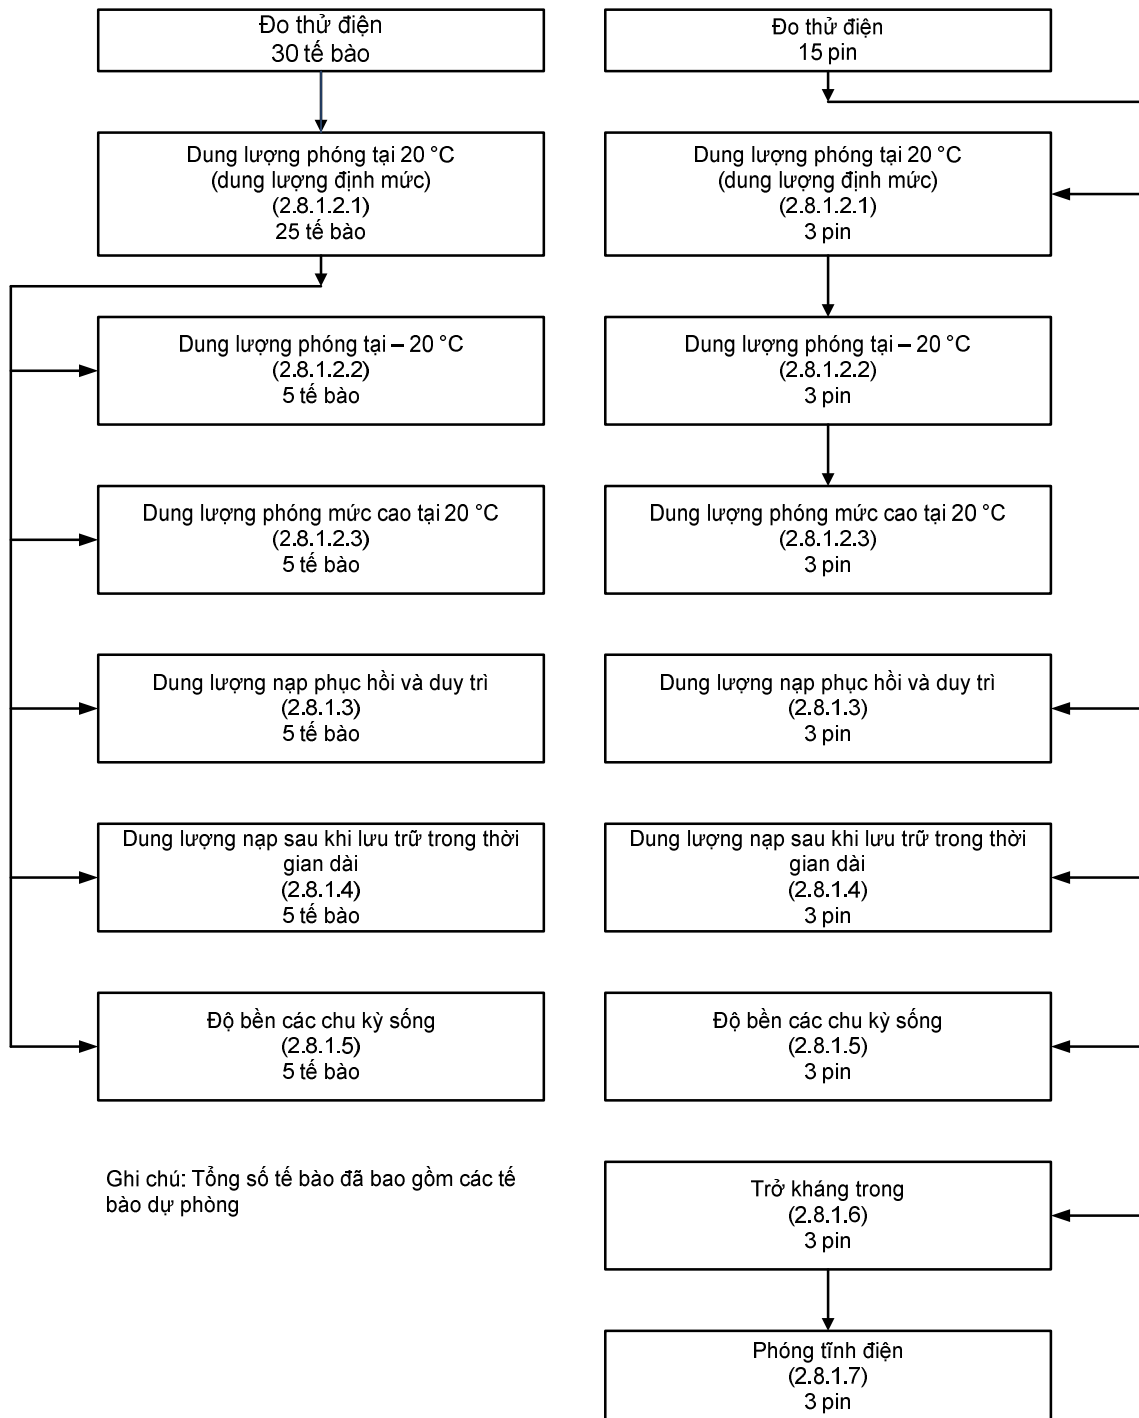 Đo thử điện
30 tế bào
Dung lượng phóng tại 20 °C
(dung lượng định mức)
(2.8.1.2.1)
25 tế bào
Dung lượng phóng tại – 20 °C
(2.8.1.2.2)
5 tế bào
Dung lượng phóng mức cao tại 20 °C
(2.8.1.2.3)
5 tế bào
Dung lượng nạp phục hồi và duy trì
(2.8.1.3)
5 tế bào
Dung lượng nạp sau khi lưu trữ trong thời
gian dài
(2.8.1.4)
5 tế bào
Độ bền các chu kỳ sống
(2.8.1.5)
5 tế bào
Ghi chú: Tổng số tế bào đã bao gồm các tế
bào dự phòng
Đo thử điện
15 pin
Dung lượng phóng tại 20 °C
(dung lượng định mức)
(2.8.1.2.1)
3 pin
Dung lượng phóng tại – 20 °C
(2.8.1.2.2)
3 pin
Dung lượng phóng mức cao tại 20 °C
(2.8.1.2.3)
3 pin
Dung lượng nạp phục hồi và duy trì
(2.8.1.3)
3 pin
Dung lượng nạp sau khi lưu trữ trong thời
gian dài
(2.8.1.4)
3 pin
Độ bền các chu kỳ sống
(2.8.1.5)
3 pin
Trở kháng trong
(2.8.1.6)
3 pin
Phóng tĩnh điện
(2.8.1.7)
3 pin